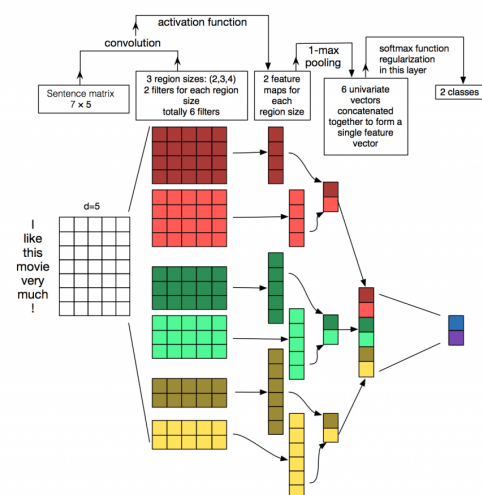 activation function
convolution
1-max
pooling
softmax function
regularization
in this layer
Sentence matrix
7 × 5
3 region sizes: (2,3,4)
2 filters for each region
size
totally 6 filters
2 feature
maps for
each
region size
6 univariate
vectors
concatenated
together to form a
single feature
vector
2 classes
d=5
I
like
this
movie
very
much
!